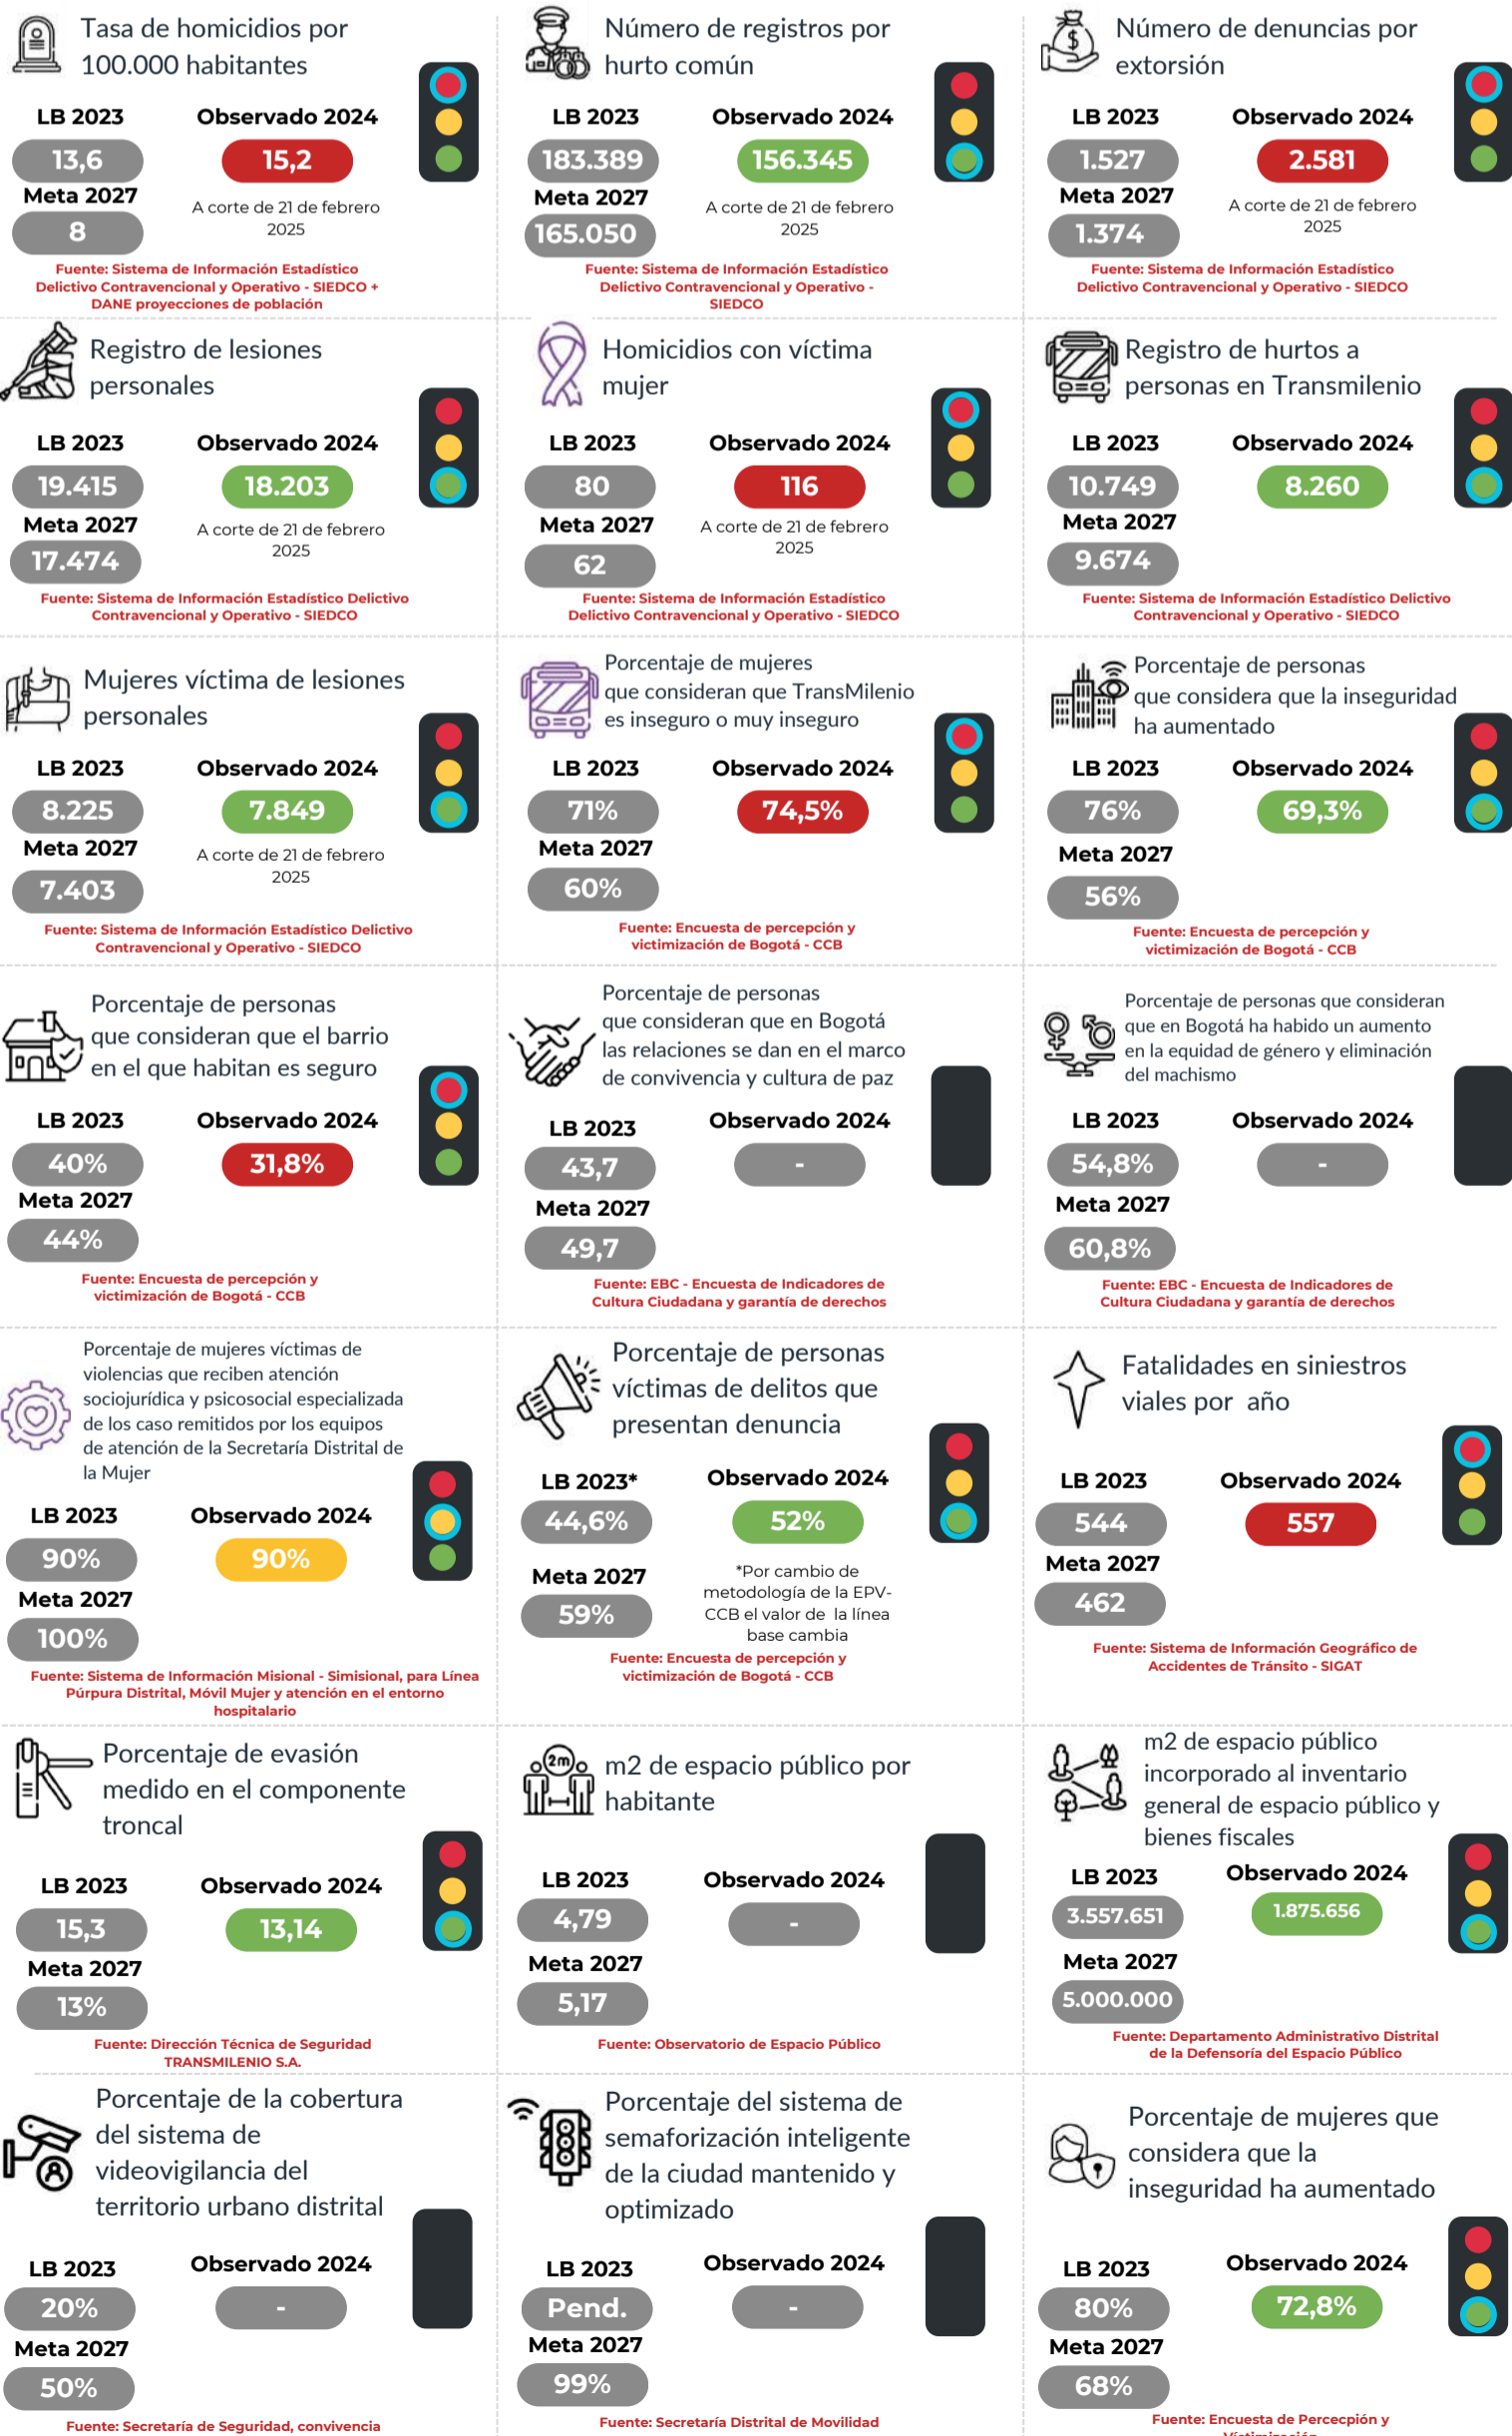 Tasa de homicidios por
100.000 habitantes
LB 2023
Observado 2024
13,6
15,2
Meta 2027
8
A corte de 21 de febrero
2025
Fuente: Sistema de Información Estadístico
Delictivo Contravencional y Operativo - SIEDCO +
DANE proyecciones de población
Número de registros por
hurto común
LB 2023
Observado 2024
183.389
156.345
Meta 2027
165.050
A corte de 21 de febrero
2025
Fuente: Sistema de Información Estadístico
Delictivo Contravencional y Operativo -
SIEDCO
Número de denuncias por
extorsión
$
LB 2023
Observado 2024
1.527
2.581
Meta 2027
1.374
A corte de 21 de febrero
2025
Fuente: Sistema de Información Estadístico
Delictivo Contravencional y Operativo - SIEDCO
Registro de lesiones
personales
LB 2023
Observado 2024
19.415
18.203
Meta 2027
17.474
A corte de 21 de febrero
2025
Fuente: Sistema de Información Estadístico Delictivo
Contravencional y Operativo - SIEDCO
Homicidios con víctima
mujer
LB 2023
Observado 2024
80
116
Meta 2027
62
A corte de 21 de febrero
2025
Fuente: Sistema de Información Estadístico
Delictivo Contravencional y Operativo - SIEDCO
Registro de hurtos a
personas en Transmilenio
LB 2023
Observado 2024
10.749
8.260
Meta 2027
9.674
Fuente: Sistema de Información Estadístico Delictivo
Contravencional y Operativo - SIEDCO
Mujeres víctima de lesiones
personales
LB 2023
Observado 2024
8.225
7.849
Meta 2027
7.403
A corte de 21 de febrero
2025
Fuente: Sistema de Información Estadístico Delictivo
Contravencional y Operativo - SIEDCO
Porcentaje de mujeres
que consideran que TransMilenio
es inseguro o muy inseguro
LB 2023
Observado 2024
71%
74,5%
Meta 2027
60%
Fuente: Encuesta de percepción y
victimización de Bogotá - CCB
Porcentaje de personas
que considera que la inseguridad
ha aumentado
LB 2023
Observado 2024
76%
69,3%
Meta 2027
56%
Fuente: Encuesta de percepción y
victimización de Bogotá - CCB
Porcentaje de personas
que consideran que el barrio
en el que habitan es seguro
LB 2023
Observado 2024
40%
31,8%
Meta 2027
44%
Fuente: Encuesta de percepción y
victimización de Bogotá - CCB
Porcentaje de personas
que consideran que en Bogotá
las relaciones se dan en el marco
de convivencia y cultura de paz
LB 2023
Observado 2024
43,7
-
Meta 2027
49,7
Fuente: EBC - Encuesta de Indicadores de
Cultura Ciudadana y garantía de derechos
Porcentaje de personas que consideran
que en Bogotá ha habido un aumento
en la equidad de género y eliminación
del machismo
LB 2023
Observado 2024
54,8%
-
Meta 2027
60,8%
Fuente: EBC - Encuesta de Indicadores de
Cultura Ciudadana y garantía de derechos
Porcentaje de mujeres víctimas de
violencias que reciben atención
sociojurídica y psicosocial especializada
de los caso remitidos por los equipos
de atención de la Secretaría Distrital de
la Mujer
LB 2023
Observado 2024
90%
90%
Meta 2027
100%
Fuente: Sistema de Información Misional - Simisional, para Línea
Púrpura Distrital, Móvil Mujer y atención en el entorno
hospitalario
Porcentaje de personas
víctimas de delitos que
presentan denuncia
LB 2023*
Observado 2024
44,6%
52%
Meta 2027
59%
*Por cambio de
metodología de la EPV-
CCB el valor de la línea
base cambia
Fuente: Encuesta de percepción y
victimización de Bogotá - CCB
Fatalidades en siniestros
viales por año
LB 2023
Observado 2024
544
557
Meta 2027
462
Fuente: Sistema de Información Geográfico de
Accidentes de Tránsito - SIGAT
Porcentaje de evasión
medido en el componente
troncal
LB 2023
Observado 2024
15,3
13,14
Meta 2027
13%
Fuente: Dirección Técnica de Seguridad
TRANSMILENIO S.A.
2m
m2 de espacio público por
habitante
LB 2023
Observado 2024
4,79
-
Meta 2027
5,17
Fuente: Observatorio de Espacio Público
m2 de espacio público
incorporado al inventario
general de espacio público y
bienes fiscales
LB 2023
Observado 2024
3.557.651
1.875.656
Meta 2027
5.000.000
Fuente: Departamento Administrativo Distrital
de la Defensoría del Espacio Público
Porcentaje de la cobertura
del sistema de
videovigilancia del
territorio urbano distrital
LB 2023
Observado 2024
20%
-
Meta 2027
50%
Fuente: Secretaría de Seguridad, convivencia
Porcentaje del sistema de
semaforización inteligente
de la ciudad mantenido y
optimizado
LB 2023
Observado 2024
Pend.
-
Meta 2027
99%
Fuente: Secretaría Distrital de Movilidad
Porcentaje de mujeres que
considera que la
inseguridad ha aumentado
LB 2023
Observado 2024
80%
72,8%
Meta 2027
68%
Fuente: Encuesta de Percecpión y